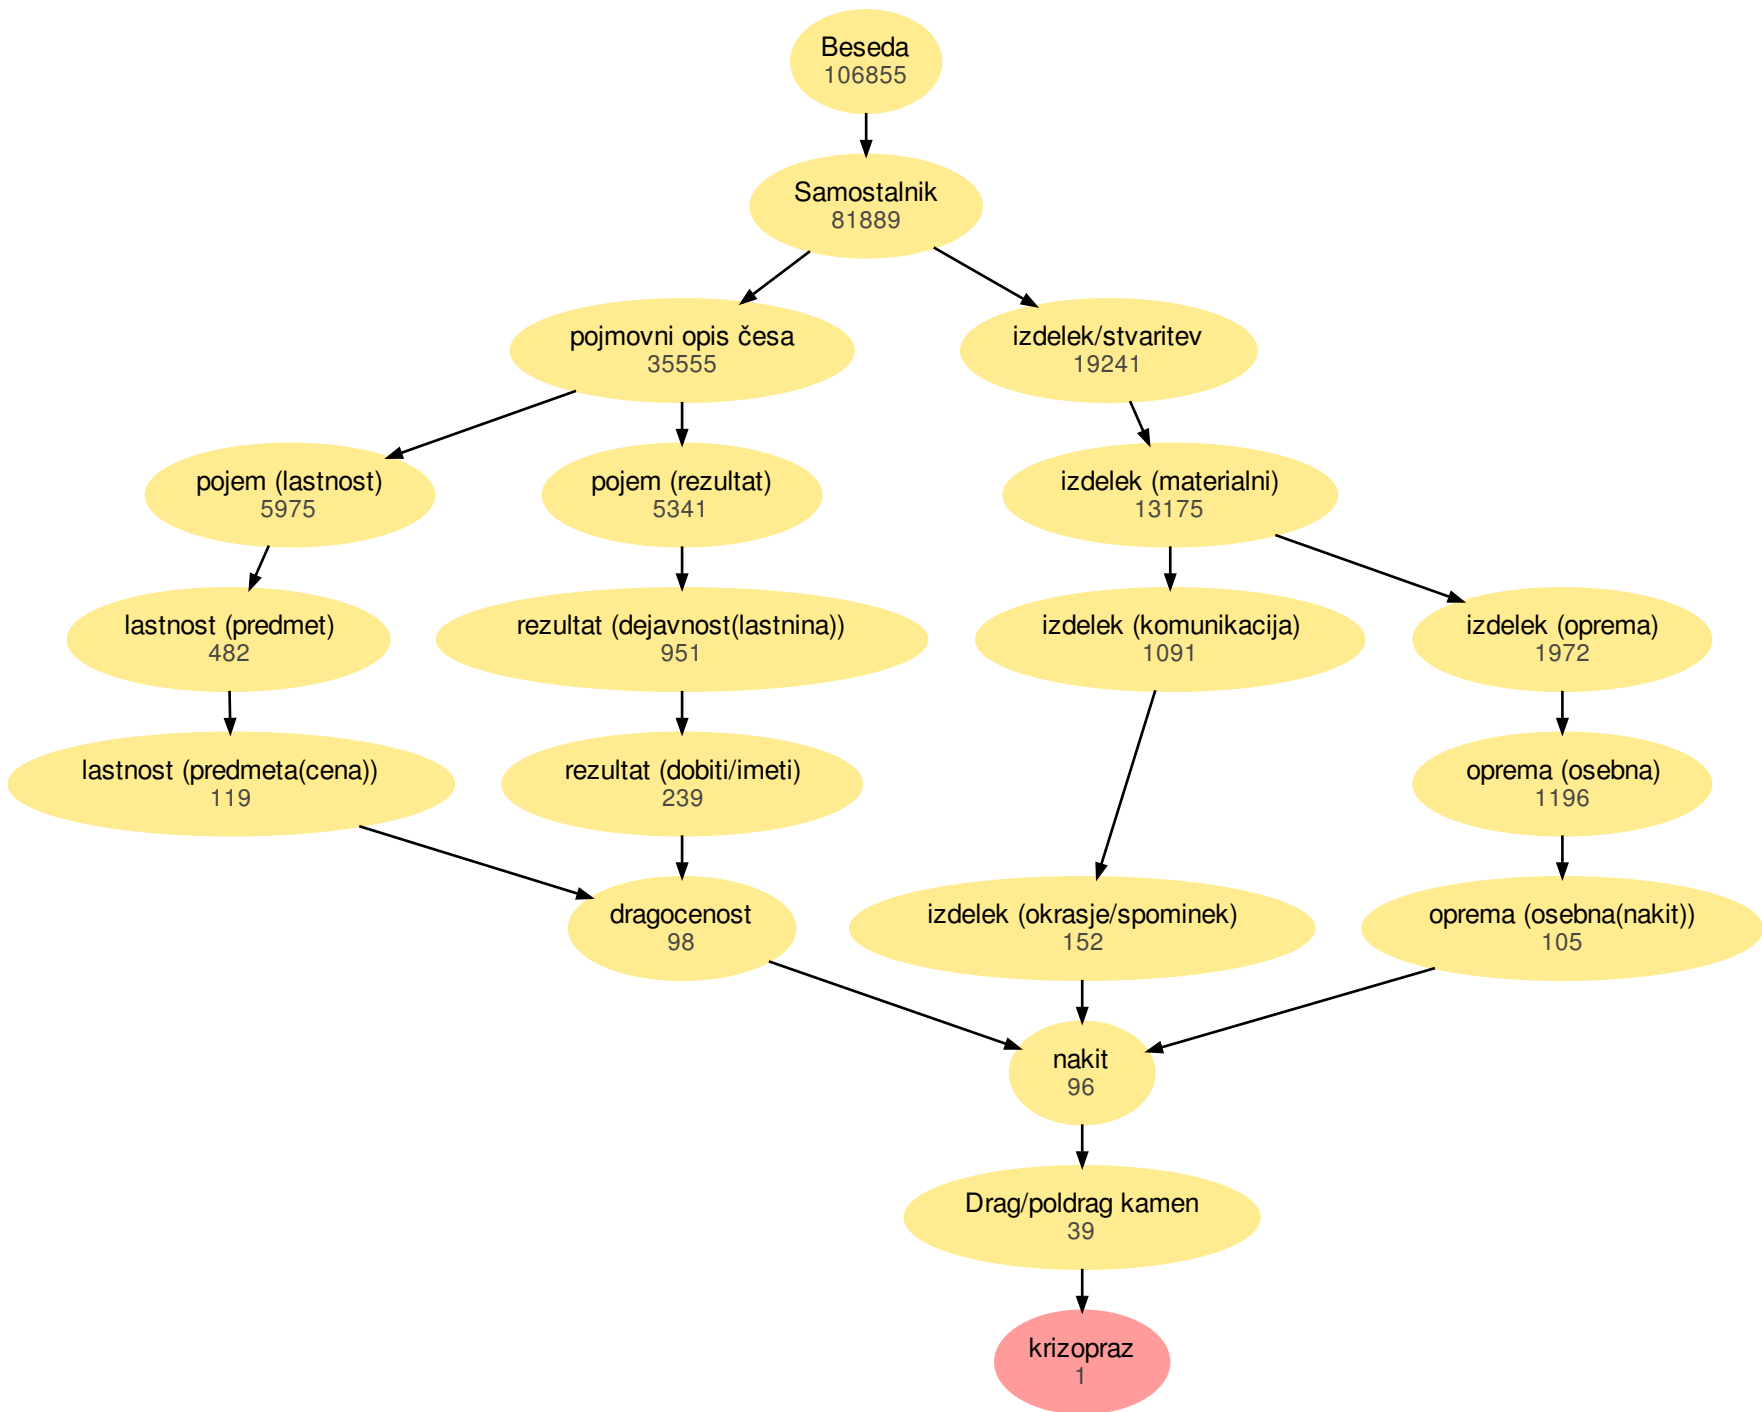 Beseda
106855
Samostalnik
81889
pojmovni opis česa
35555
izdelek/stvaritev
19241
pojem (lastnost)
5975
pojem (rezultat)
5341
izdelek (materialni)
13175
lastnost (predmet)
482
rezultat (dejavnost(lastnina))
951
izdelek (komunikacija)
1091
izdelek (oprema)
1972
lastnost (predmeta(cena))
119
rezultat (dobiti/imeti)
239
oprema (osebna)
1196
dragocenost
98
izdelek (okrasje/spominek)
152
oprema (osebna(nakit))
105
nakit
96
Drag/poldrag kamen
39
krizopraz
1